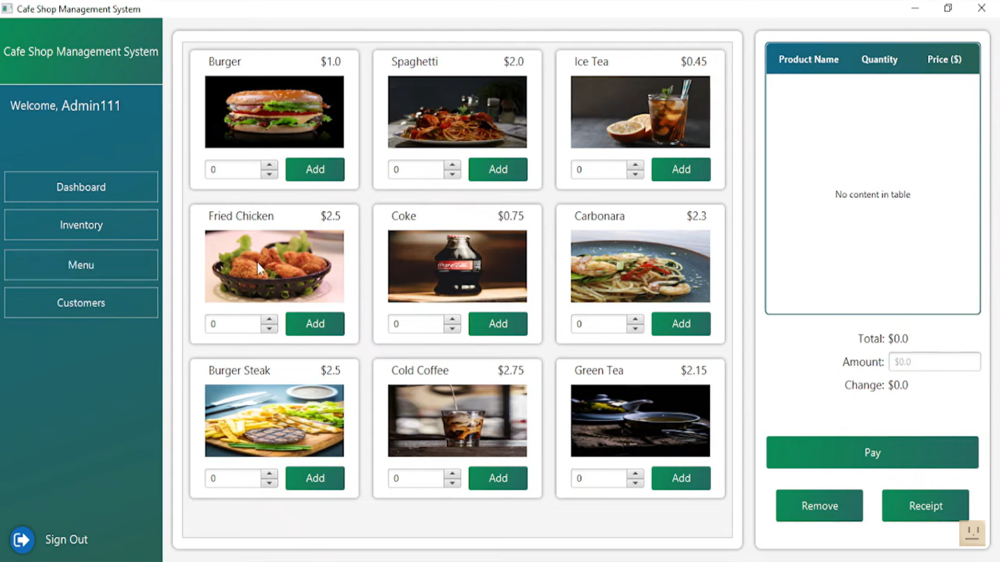 Cafe Shop Management System
Cafe Shop Management System
Welcome, Admin111
Dashboard
Inventory
Menu
Customers
Sign Out
Burger $1.0
0 Add
Spaghetti $2.0
0 Add
Ice Tea $0.45
0 Add
Fried Chicken $2.5
0 Add
Coke $0.75
0 Add
Carbonara $2.3
0 Add
Burger Steak $2.5
0 Add
Cold Coffee $2.75
0 Add
Green Tea $2.15
0 Add
Product Name Quantity Price ($)
No content in table
Total: $0.0
Amount: $0.0
Change: $0.0
Pay
Remove Receipt